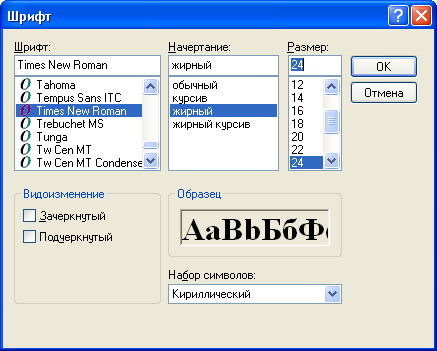 Шрифт
Шрифт:
Начертание:
Размер:
Times New Roman
жирный
24
OK
Отмена
Tahoma
Tempus Sans ITC
Times New Roman
Trebuchet MS
Tunga
Tw Cen MT
Tw Cen MT Condense
обычный
курсив
жирный
жирный курсив
12
14
16
18
20
22
24
Видоизменение
Зачеркнутый
Подчеркнутый
Образец
AaBbБбФф
Набор символов:
Кириллический